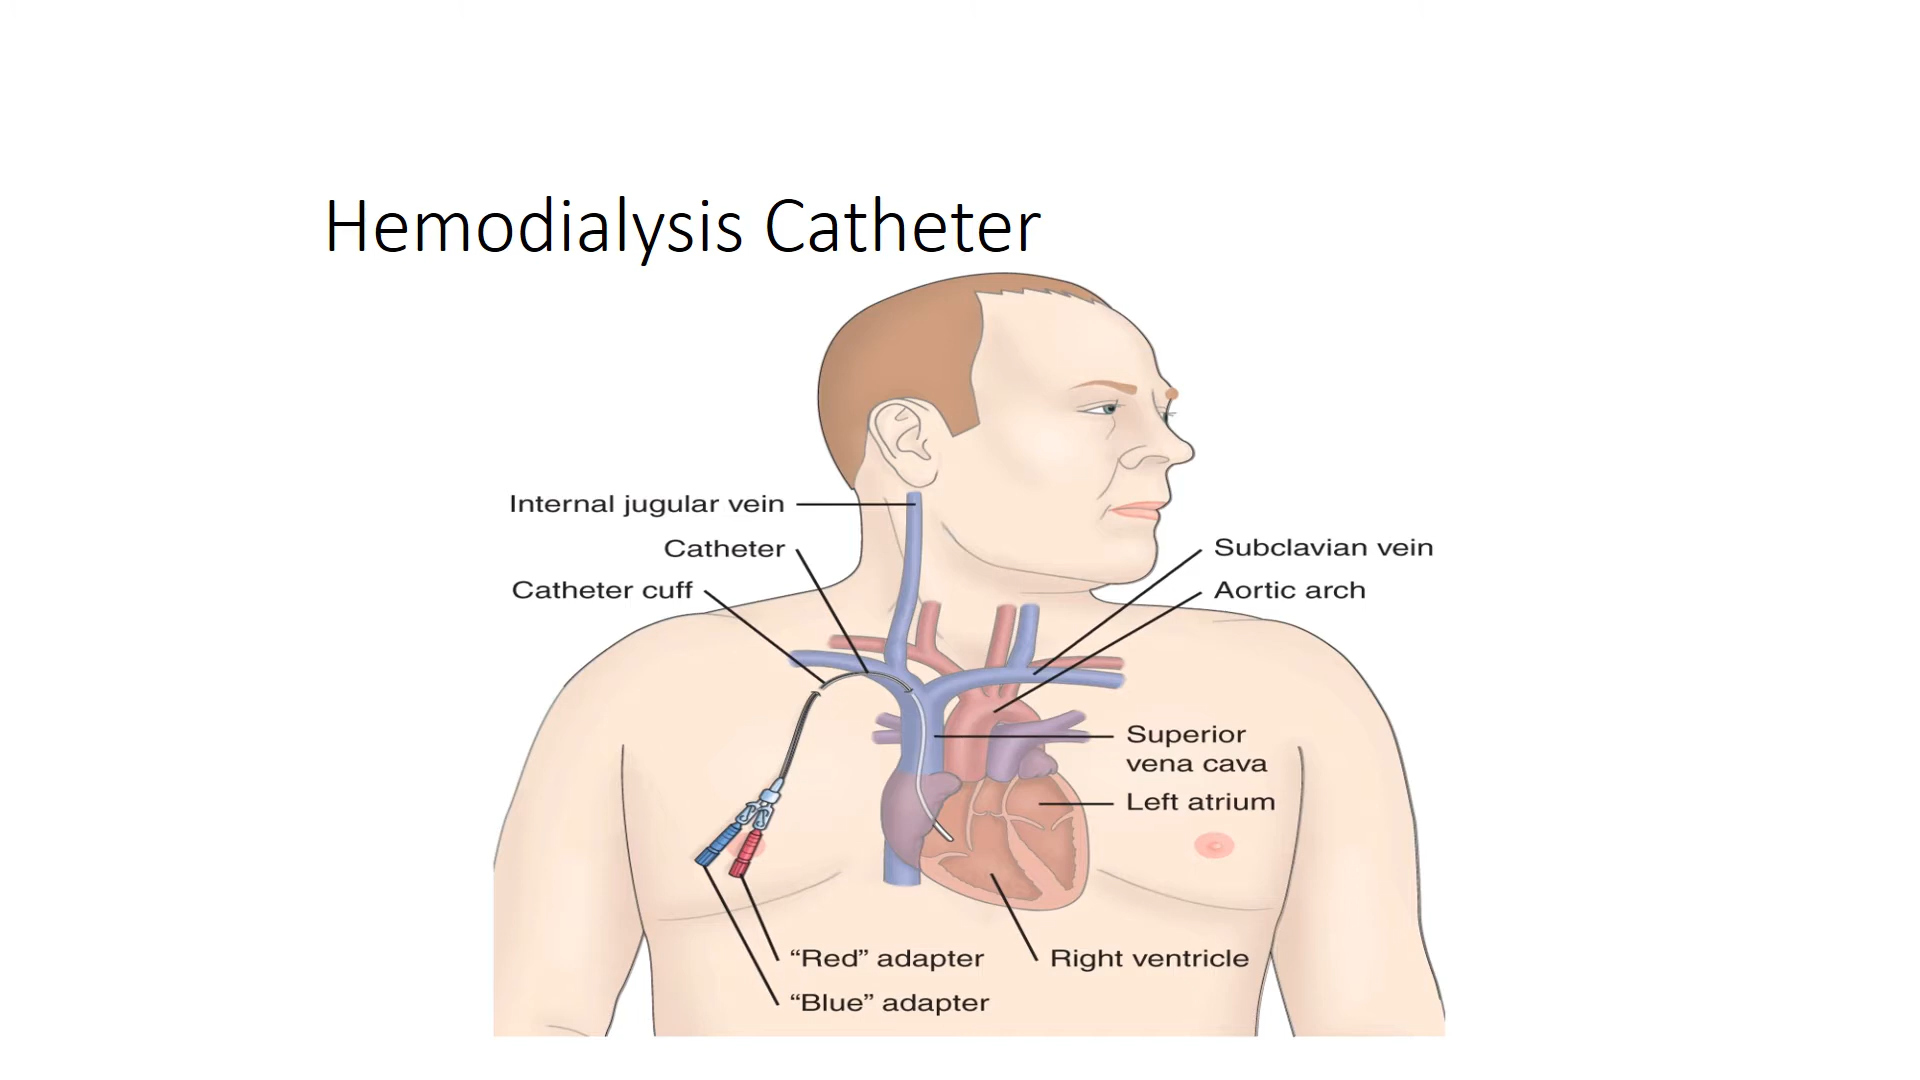 Hemodialysis Catheter
Internal jugular vein
Catheter
Catheter cuff
Subclavian vein
Aortic arch
Superior
vena cava
Left atrium
“Red” adapter
“Blue” adapter
Right ventricle